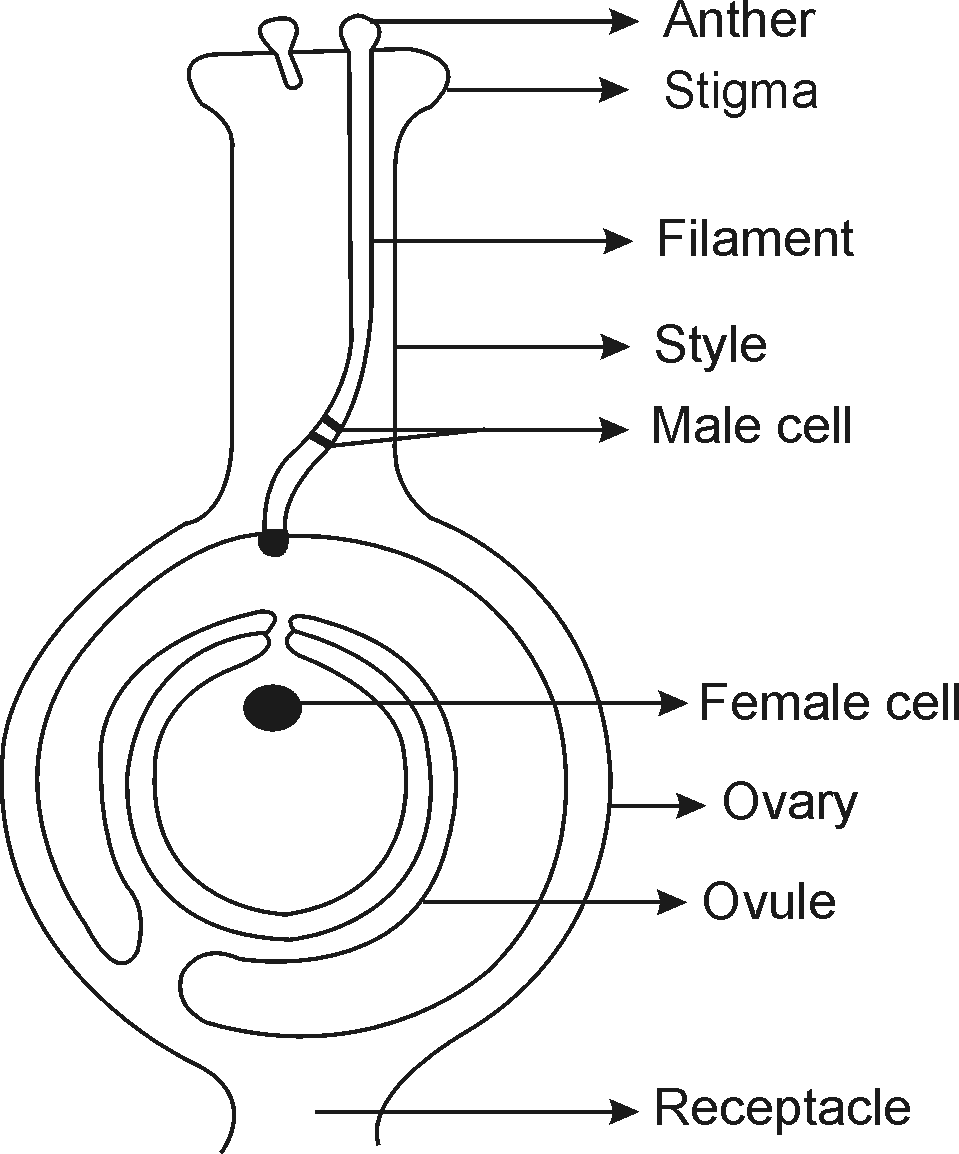 Anther
Stigma
Filament
Style
Male cell
Female cell
Ovary
Ovule
Receptacle